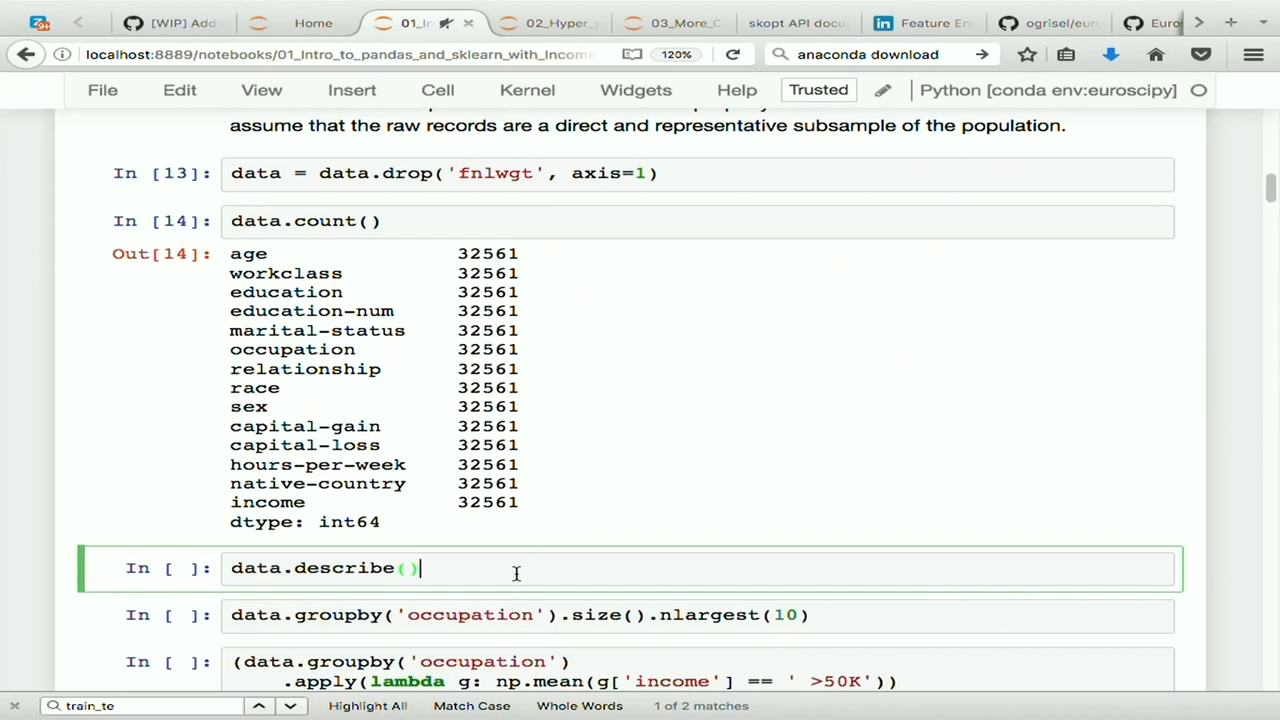 [WIP] Add
Home
01_In
02_Hyper_
03_More_C
skopt API docu
Feature En
ogrisel/eur
Euros
localhost:8889/notebooks/01_Intro_to_pandas_and_sklearn_with_Incom
120%
anaconda download
File Edit View Insert Cell Kernel Widgets Help Trusted Python [conda env:euroscipy]
assume that the raw records are a direct and representative subsample of the population.
In [13]: data = data.drop('fnlwgt', axis=1)
In [14]: data.count()
Out[14]: age 32561
workclass 32561
education 32561
education-num 32561
marital-status 32561
occupation 32561
relationship 32561
race 32561
sex 32561
capital-gain 32561
capital-loss 32561
hours-per-week 32561
native-country 32561
income 32561
dtype: int64
In [ ]: data.describe()
In [ ]: data.groupby('occupation').size().nlargest(10)
In [ ]: (data.groupby('occupation')
.apply(lambda g: np.mean(g['income'] == ' >50K'))
train_te
Highlight All Match Case Whole Words 1 of 2 matches